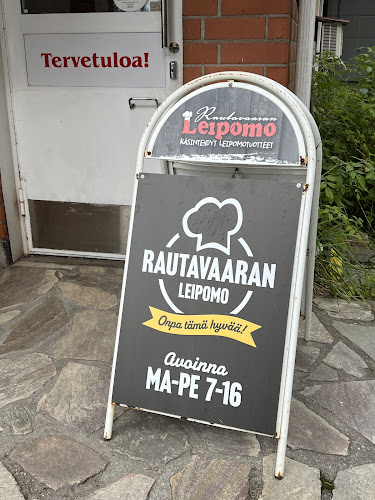 Tervetuloa!
Rautavaaran
Leipomo
KÄSINTEHDYT LEIPOMOTUOTTEET
RAUTAVAARAN
LEIPOMO
Onpa tämä hyvää!
Avoinna
MA-PE 7-16